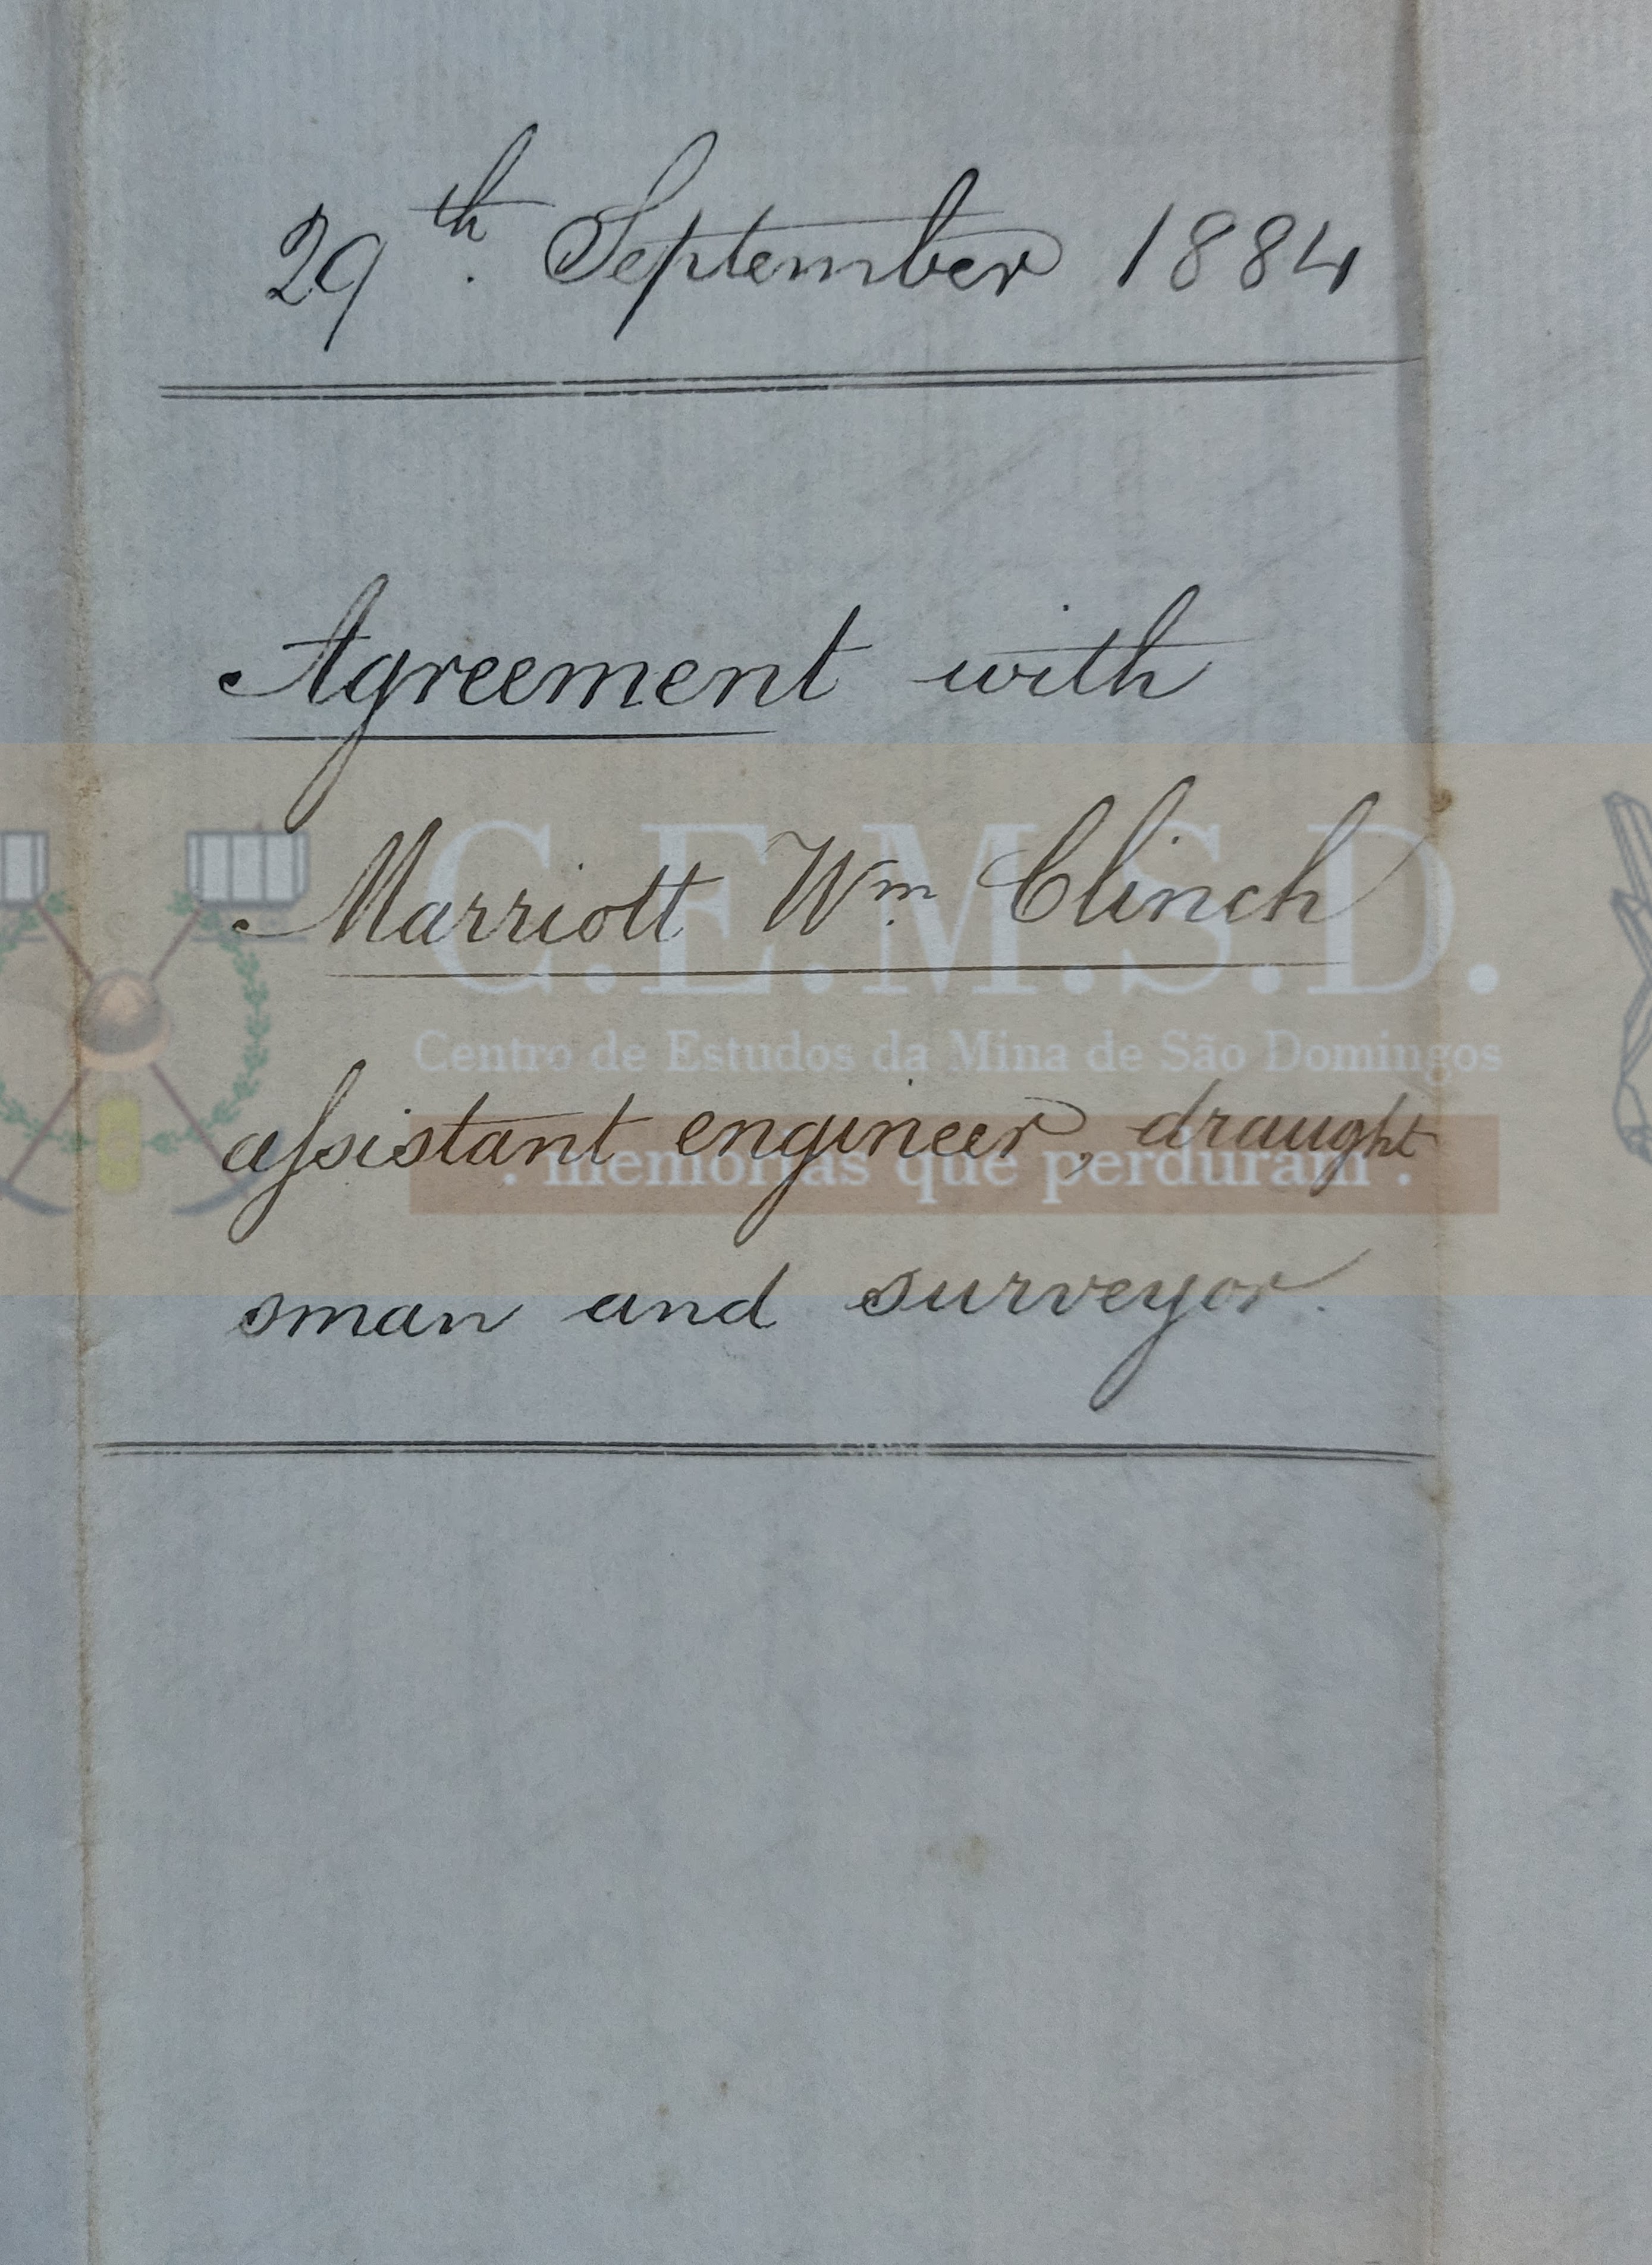 29th. September 1884
Agreement with
Marriott Wm. Clinch
C.E.M.S.D.
Centro de Estudos da Mina de São Domingos
assistant engineer, draught
. memórias que perduram .
sman and surveyor.